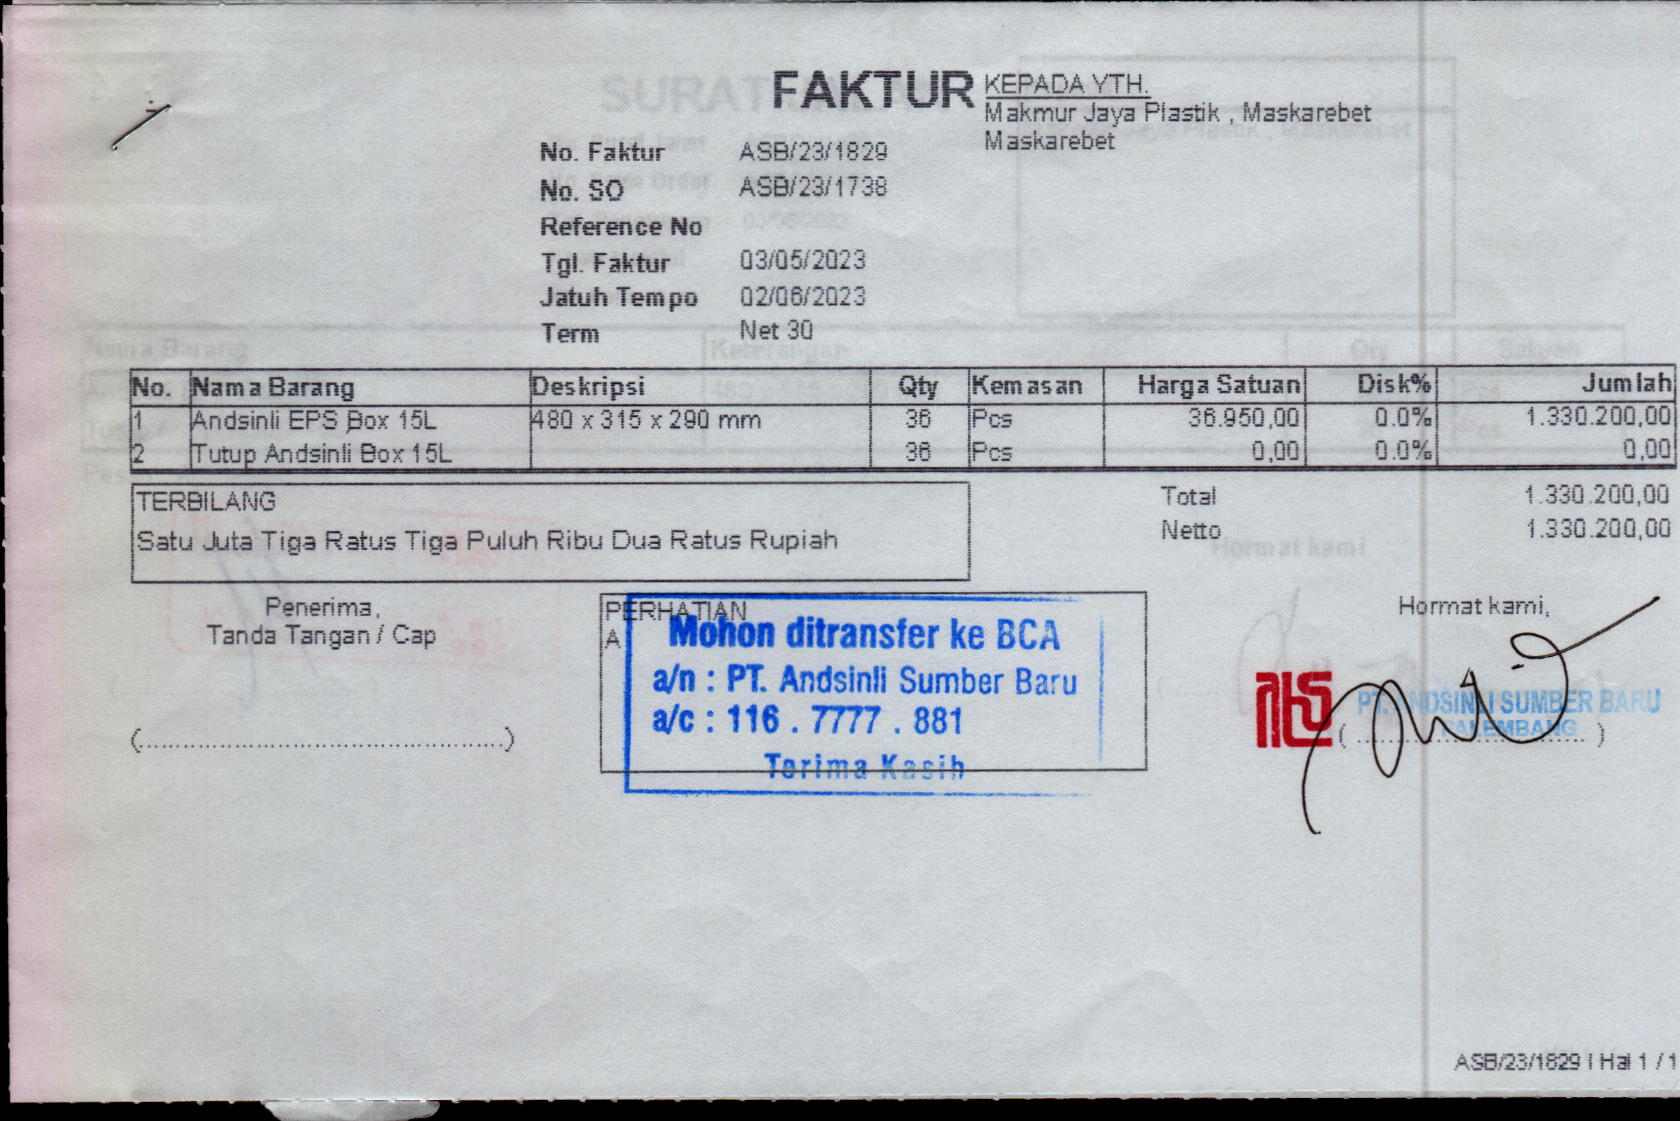 FAKTUR
KEPADA YTH.
Makmur Jaya Plastik , Maskarebet
Maskarebet
No. Faktur ASB/23/1829
No. SO ASB/23/1738
Reference No
Tgl. Faktur 03/05/2023
Jatuh Tempo 02/06/2023
Term Net 30
No. Nama Barang Deskripsi Qty Kemasan Harga Satuan Disk% Jumlah
1 Andsinli EPS Box 15L 480 x 315 x 290 mm 36 Pcs 36.950,00 0.0% 1.330.200,00
2 Tutup Andsinli Box 15L 36 Pcs 0,00 0.0% 0,00
TERBILANG
Satu Juta Tiga Ratus Tiga Puluh Ribu Dua Ratus Rupiah
Total 1.330.200,00
Netto 1.330.200,00
Penerima,
Tanda Tangan / Cap
(................................................)
PERHATIAN
A
Mohon ditransfer ke BCA
a/n : PT. Andsinli Sumber Baru
a/c : 116 . 7777 . 881
Terima Kasih
Hormat kami,
PT. ANDSINLI SUMBER BARU
PALEMBANG
ASB/23/1829 | Hal 1 / 1